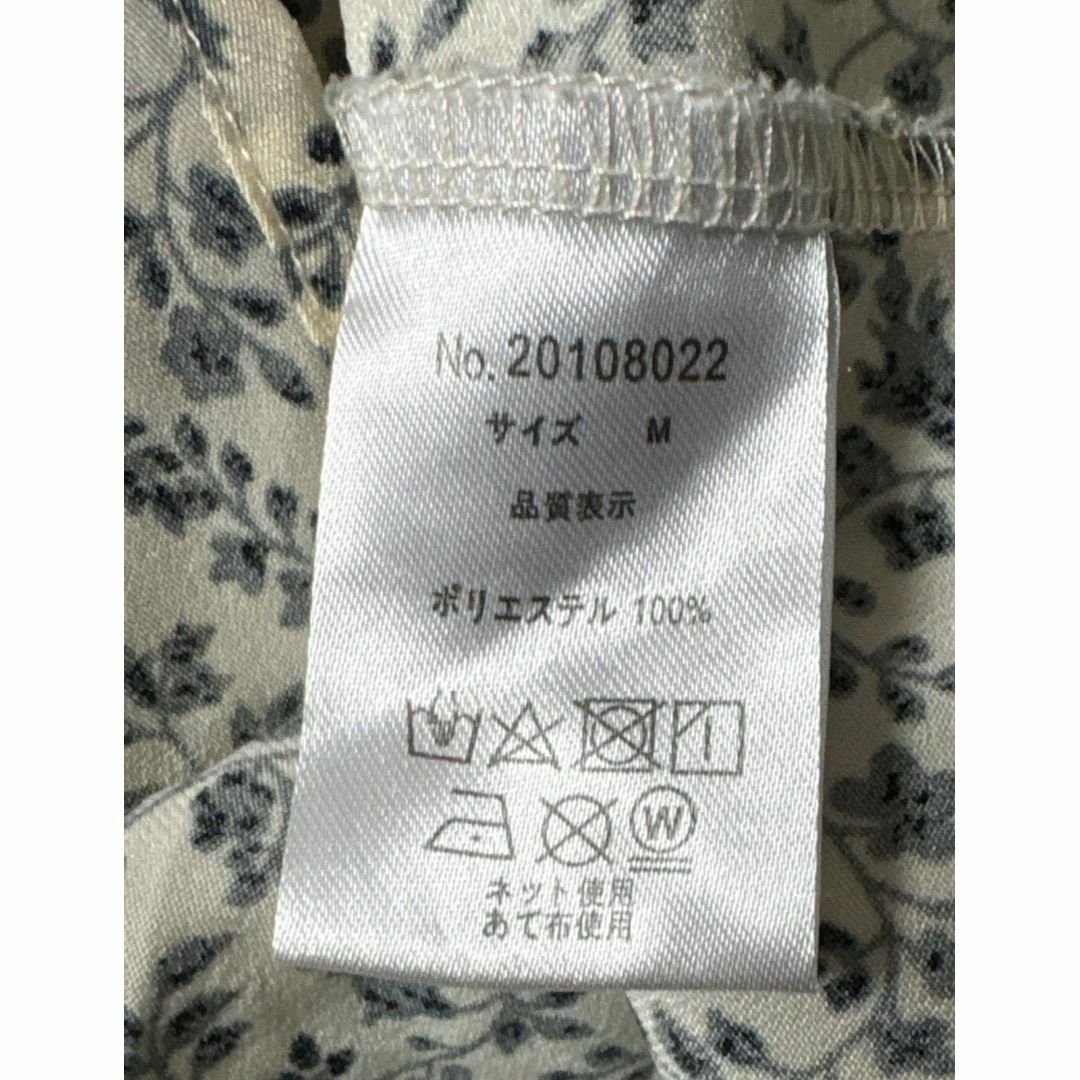 No. 20108022
サイズ M
品質表示
ポリエステル 100%
W
ネット使用
あて布使用